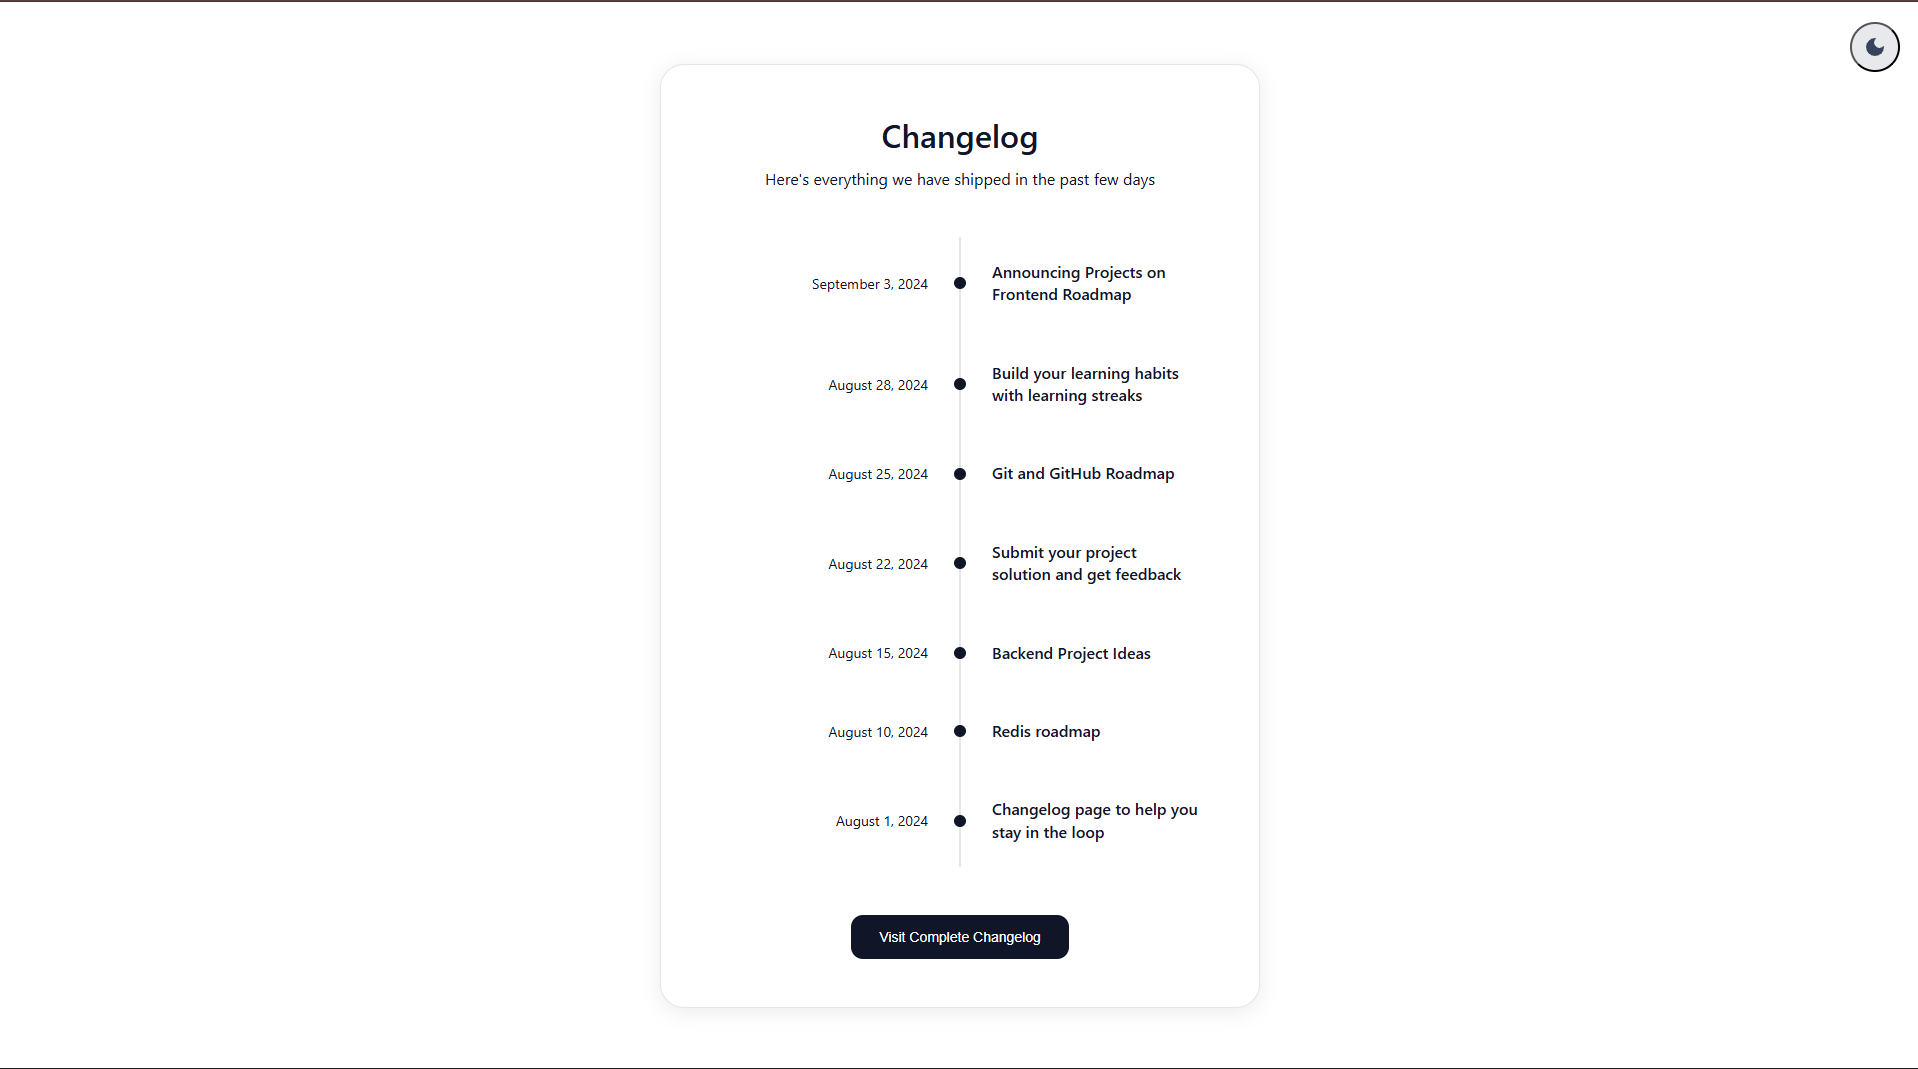 Changelog
Here's everything we have shipped in the past few days
September 3, 2024
Announcing Projects on
Frontend Roadmap
August 28, 2024
Build your learning habits
with learning streaks
August 25, 2024
Git and GitHub Roadmap
August 22, 2024
Submit your project
solution and get feedback
August 15, 2024
Backend Project Ideas
August 10, 2024
Redis roadmap
August 1, 2024
Changelog page to help you
stay in the loop
Visit Complete Changelog